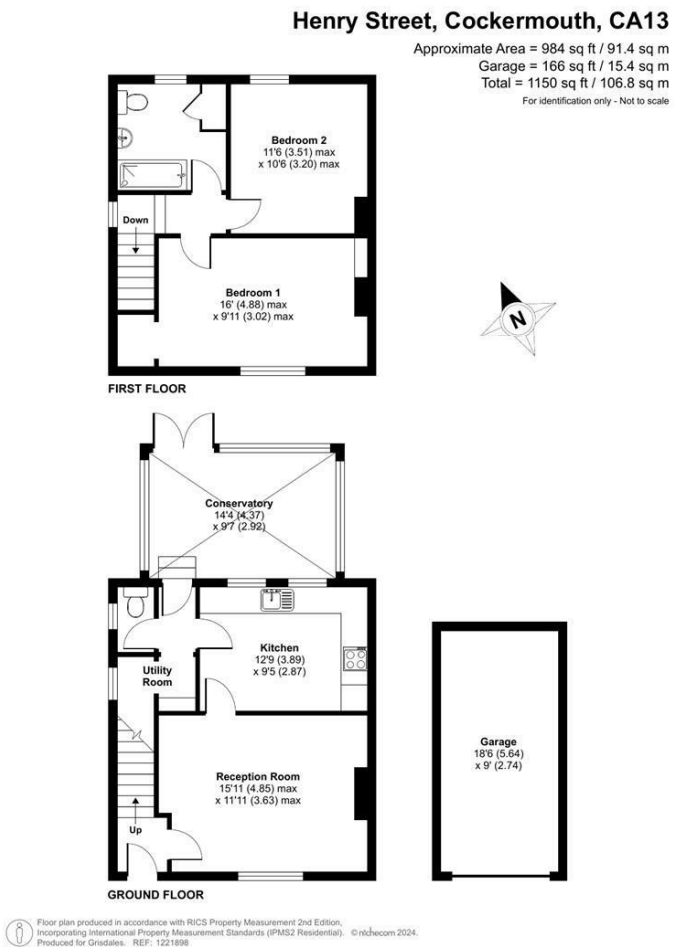 Henry Street, Cockermouth, CA13
Approximate Area = 984 sq ft / 91.4 sq m
Garage = 166 sq ft / 15.4 sq m
Total = 1150 sq ft / 106.8 sq m
For identification only - Not to scale
Bedroom 2
11'6 (3.51) max
x 10'6 (3.20) max
Down
Bedroom 1
16' (4.88) max
x 9'11 (3.02) max
N
FIRST FLOOR
Conservatory
14'4 (4.37)
x 9'7 (2.92)
Kitchen
12'9 (3.89)
x 9'5 (2.87)
Utility
Room
Garage
18'6 (5.64)
x 9' (2.74)
Reception Room
15'11 (4.85) max
x 11'11 (3.63) max
Up
GROUND FLOOR
Floor plan produced in accordance with RICS Property Measurement 2nd Edition,
Incorporating International Property Measurement Standards (IPMS2 Residential). © nichecom 2024.
Produced for Grisdales. REF: 1221898